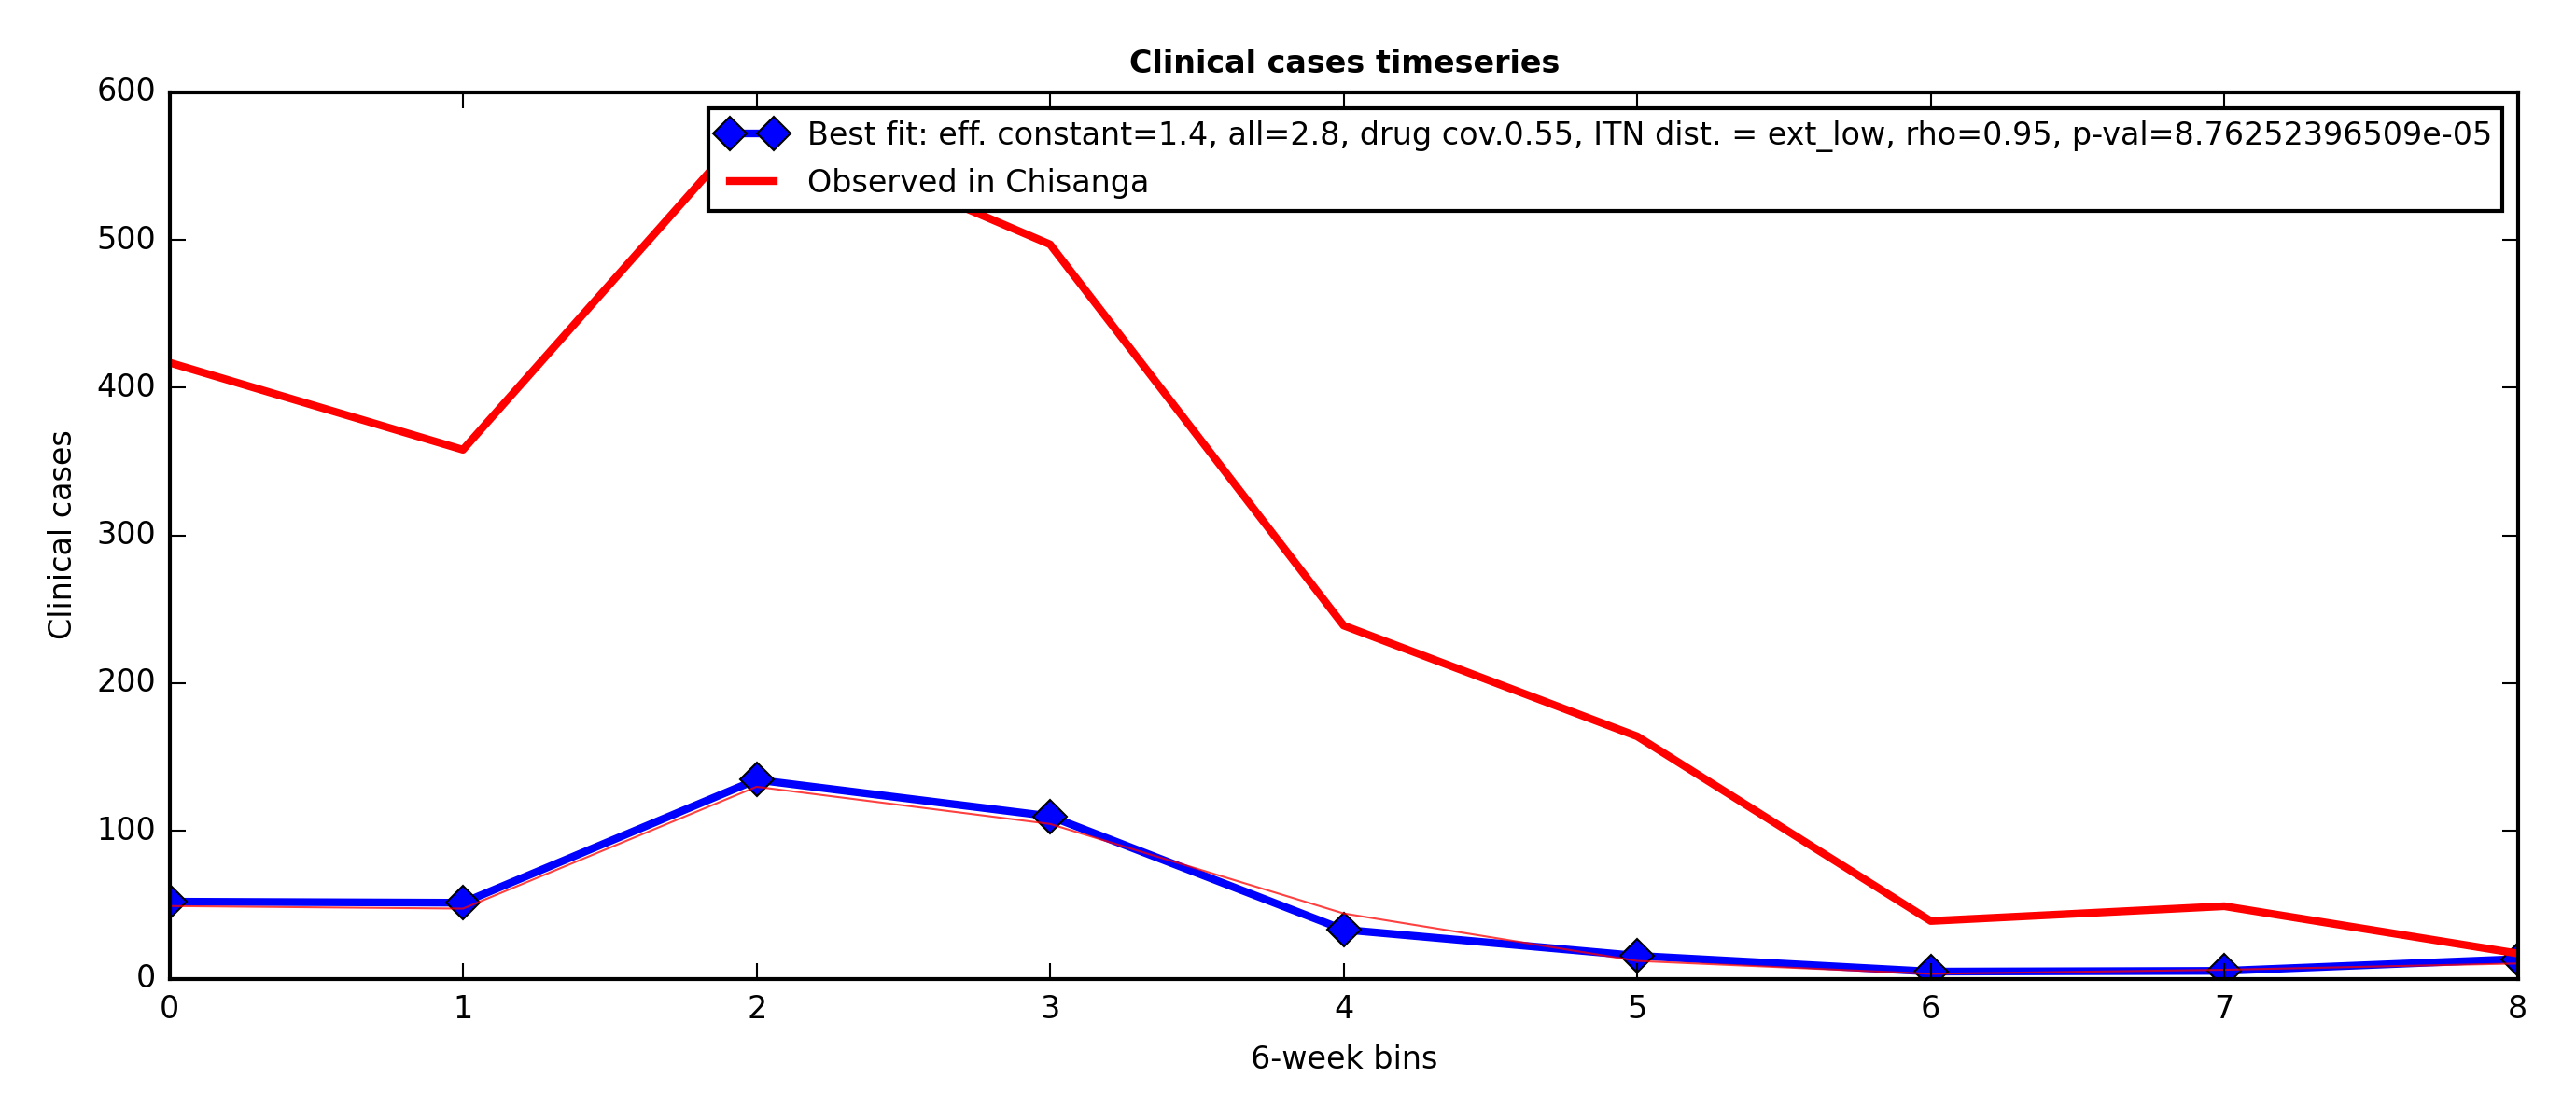 Clinical cases timeseries
600
500
400
300
200
100
0
Clinical cases
Best fit: eff. constant=1.4, all=2.8, drug cov.0.55, ITN dist. = ext_low, rho=0.95, p-val=8.76252396509e-05
Observed in Chisanga
0 1 2 3 4 5 6 7 8
6-week bins